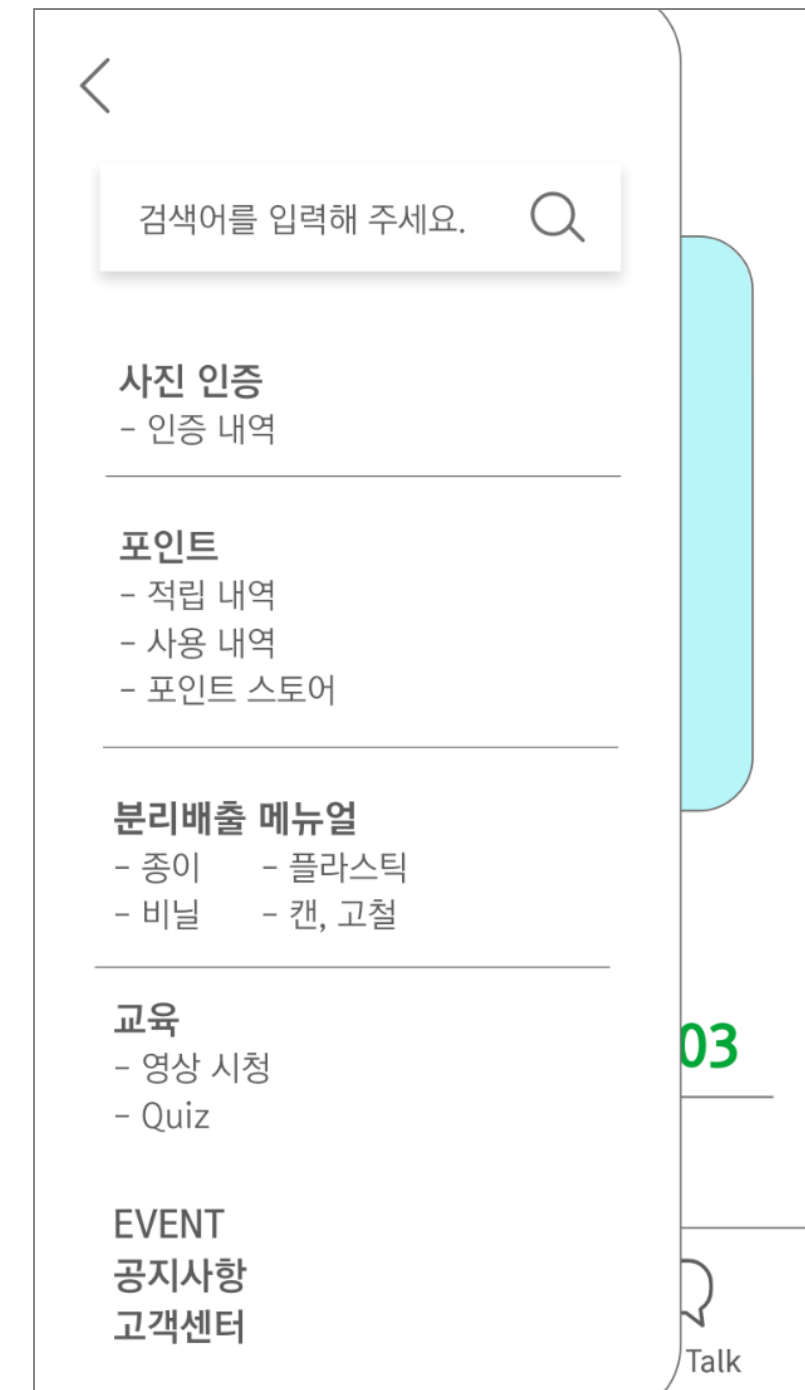 검색어를 입력해 주세요.
사진 인증
- 인증 내역
포인트
- 적립 내역
- 사용 내역
- 포인트 스토어
분리배출 메뉴얼
- 종이 - 플라스틱
- 비닐 - 캔, 고철
교육
- 영상 시청
- Quiz
03
EVENT
공지사항
고객센터
Talk